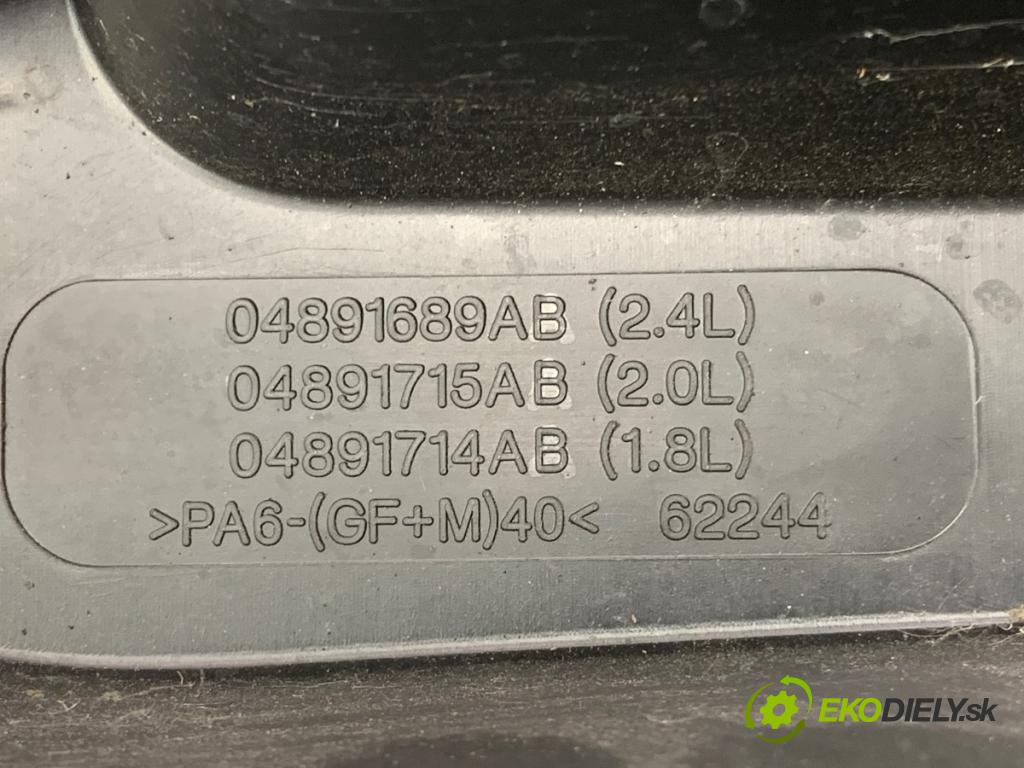 04891689AB (2.4L)
04891715AB (2.0L)
04891714AB (1.8L)
>PA6-(GF+M)40< 62244
EKODIELY.sk